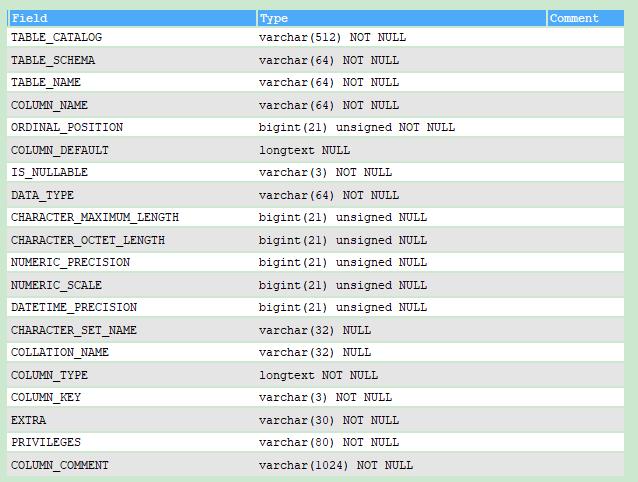 Field Type Comment
TABLE_CATALOG varchar(512) NOT NULL
TABLE_SCHEMA varchar(64) NOT NULL
TABLE_NAME varchar(64) NOT NULL
COLUMN_NAME varchar(64) NOT NULL
ORDINAL_POSITION bigint(21) unsigned NOT NULL
COLUMN_DEFAULT longtext NULL
IS_NULLABLE varchar(3) NOT NULL
DATA_TYPE varchar(64) NOT NULL
CHARACTER_MAXIMUM_LENGTH bigint(21) unsigned NULL
CHARACTER_OCTET_LENGTH bigint(21) unsigned NULL
NUMERIC_PRECISION bigint(21) unsigned NULL
NUMERIC_SCALE bigint(21) unsigned NULL
DATETIME_PRECISION bigint(21) unsigned NULL
CHARACTER_SET_NAME varchar(32) NULL
COLLATION_NAME varchar(32) NULL
COLUMN_TYPE longtext NOT NULL
COLUMN_KEY varchar(3) NOT NULL
EXTRA varchar(30) NOT NULL
PRIVILEGES varchar(80) NOT NULL
COLUMN_COMMENT varchar(1024) NOT NULL